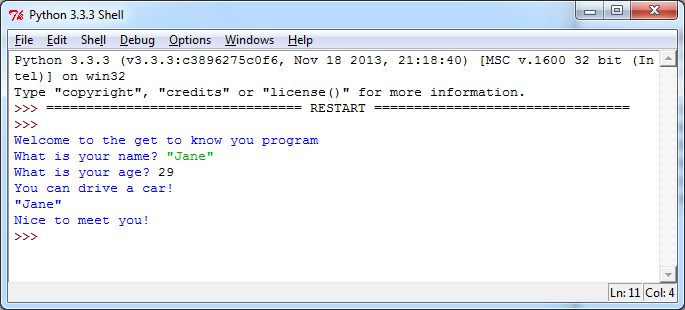 Python 3.3.3 Shell
File Edit Shell Debug Options Windows Help
Python 3.3.3 (v3.3.3:c3896275c0f6, Nov 18 2013, 21:18:40) [MSC v.1600 32 bit (In
tel)] on win32
Type "copyright", "credits" or "license()" for more information.
>>> ================================ RESTART ================================
>>>
Welcome to the get to know you program
What is your name? "Jane"
What is your age? 29
You can drive a car!
"Jane"
Nice to meet you!
>>>
Ln: 11 Col: 4